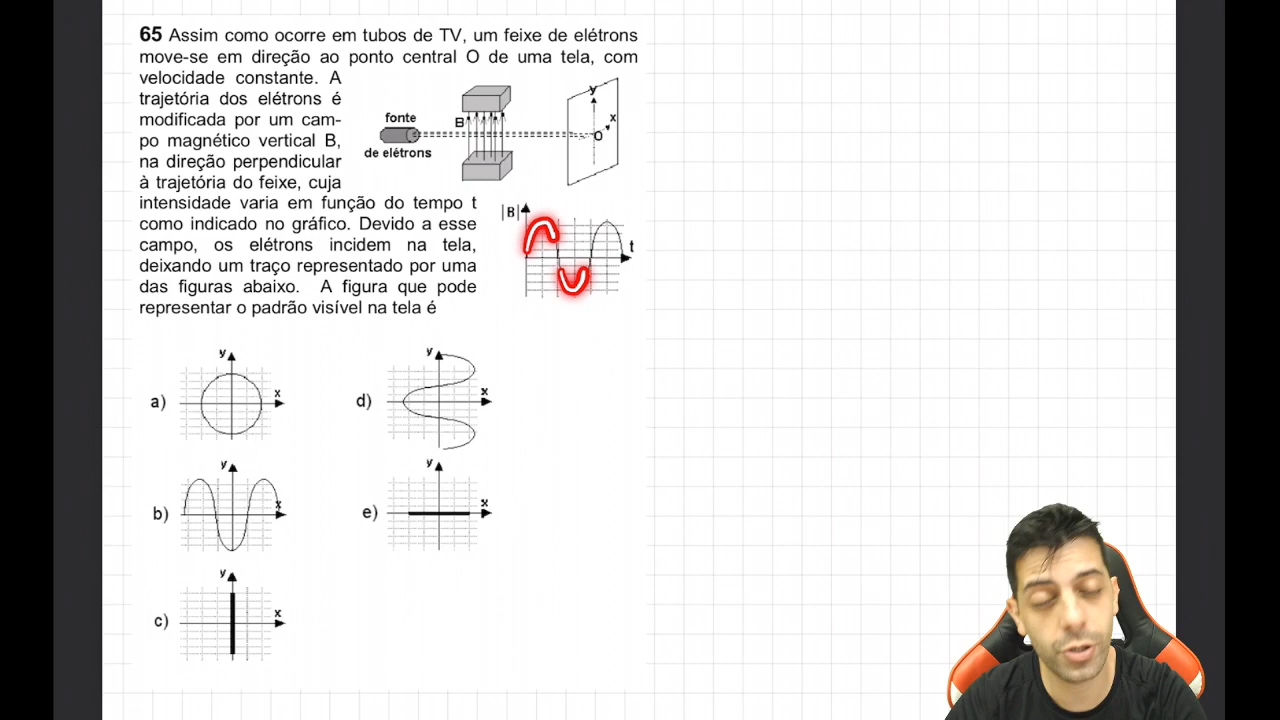 65 Assim como ocorre em tubos de TV, um feixe de elétrons
move-se em direção ao ponto central O de uma tela, com
velocidade constante. A
trajetória dos elétrons é
modificada por um cam-
po magnético vertical B,
na direção perpendicular
à trajetória do feixe, cuja
intensidade varia em função do tempo t
como indicado no gráfico. Devido a esse
campo, os elétrons incidem na tela,
deixando um traço representado por uma
das figuras abaixo. A figura que pode
representar o padrão visível na tela é
fonte
de elétrons
B
y
x
O
|B|
t
a)
y
x
d)
y
x
b)
y
x
e)
y
x
c)
y
x